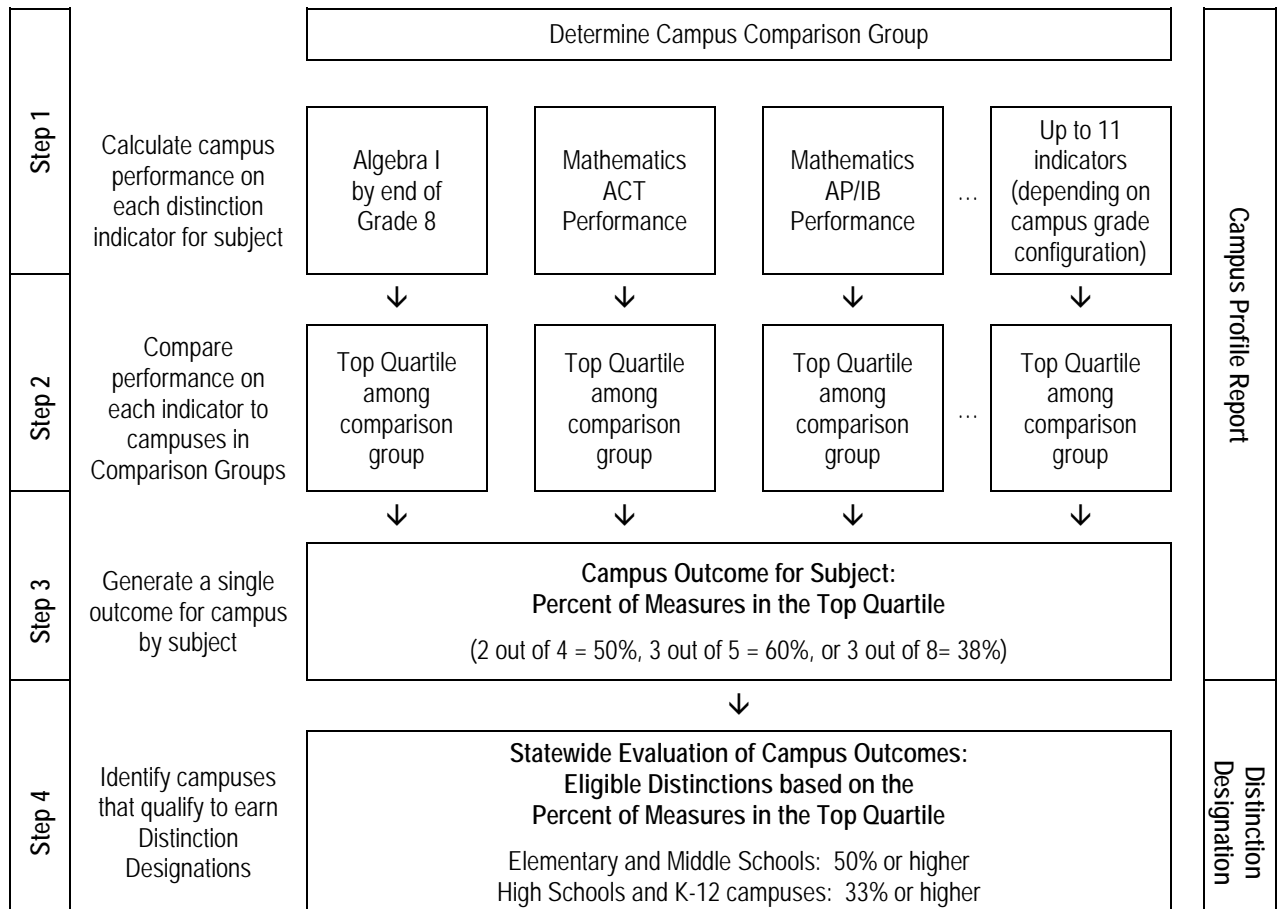 Determine Campus Comparison Group
Step 1
Calculate campus
performance on
each distinction
indicator for subject
Algebra I
by end of
Grade 8
Mathematics
ACT
Performance
Mathematics
AP/IB
Performance
…
Up to 11
indicators
(depending on
campus grade
configuration)
Campus Profile Report
Step 2
Compare
performance on
each indicator to
campuses in
Comparison Groups
Top Quartile
among
comparison
group
Top Quartile
among
comparison
group
Top Quartile
among
comparison
group
…
Top Quartile
among
comparison
group
Step 3
Generate a single
outcome for campus
by subject
Campus Outcome for Subject:
Percent of Measures in the Top Quartile
(2 out of 4 = 50%, 3 out of 5 = 60%, or 3 out of 8= 38%)
Step 4
Identify campuses
that qualify to earn
Distinction
Designations
Statewide Evaluation of Campus Outcomes:
Eligible Distinctions based on the
Percent of Measures in the Top Quartile
Elementary and Middle Schools: 50% or higher
High Schools and K-12 campuses: 33% or higher
Distinction
Designation